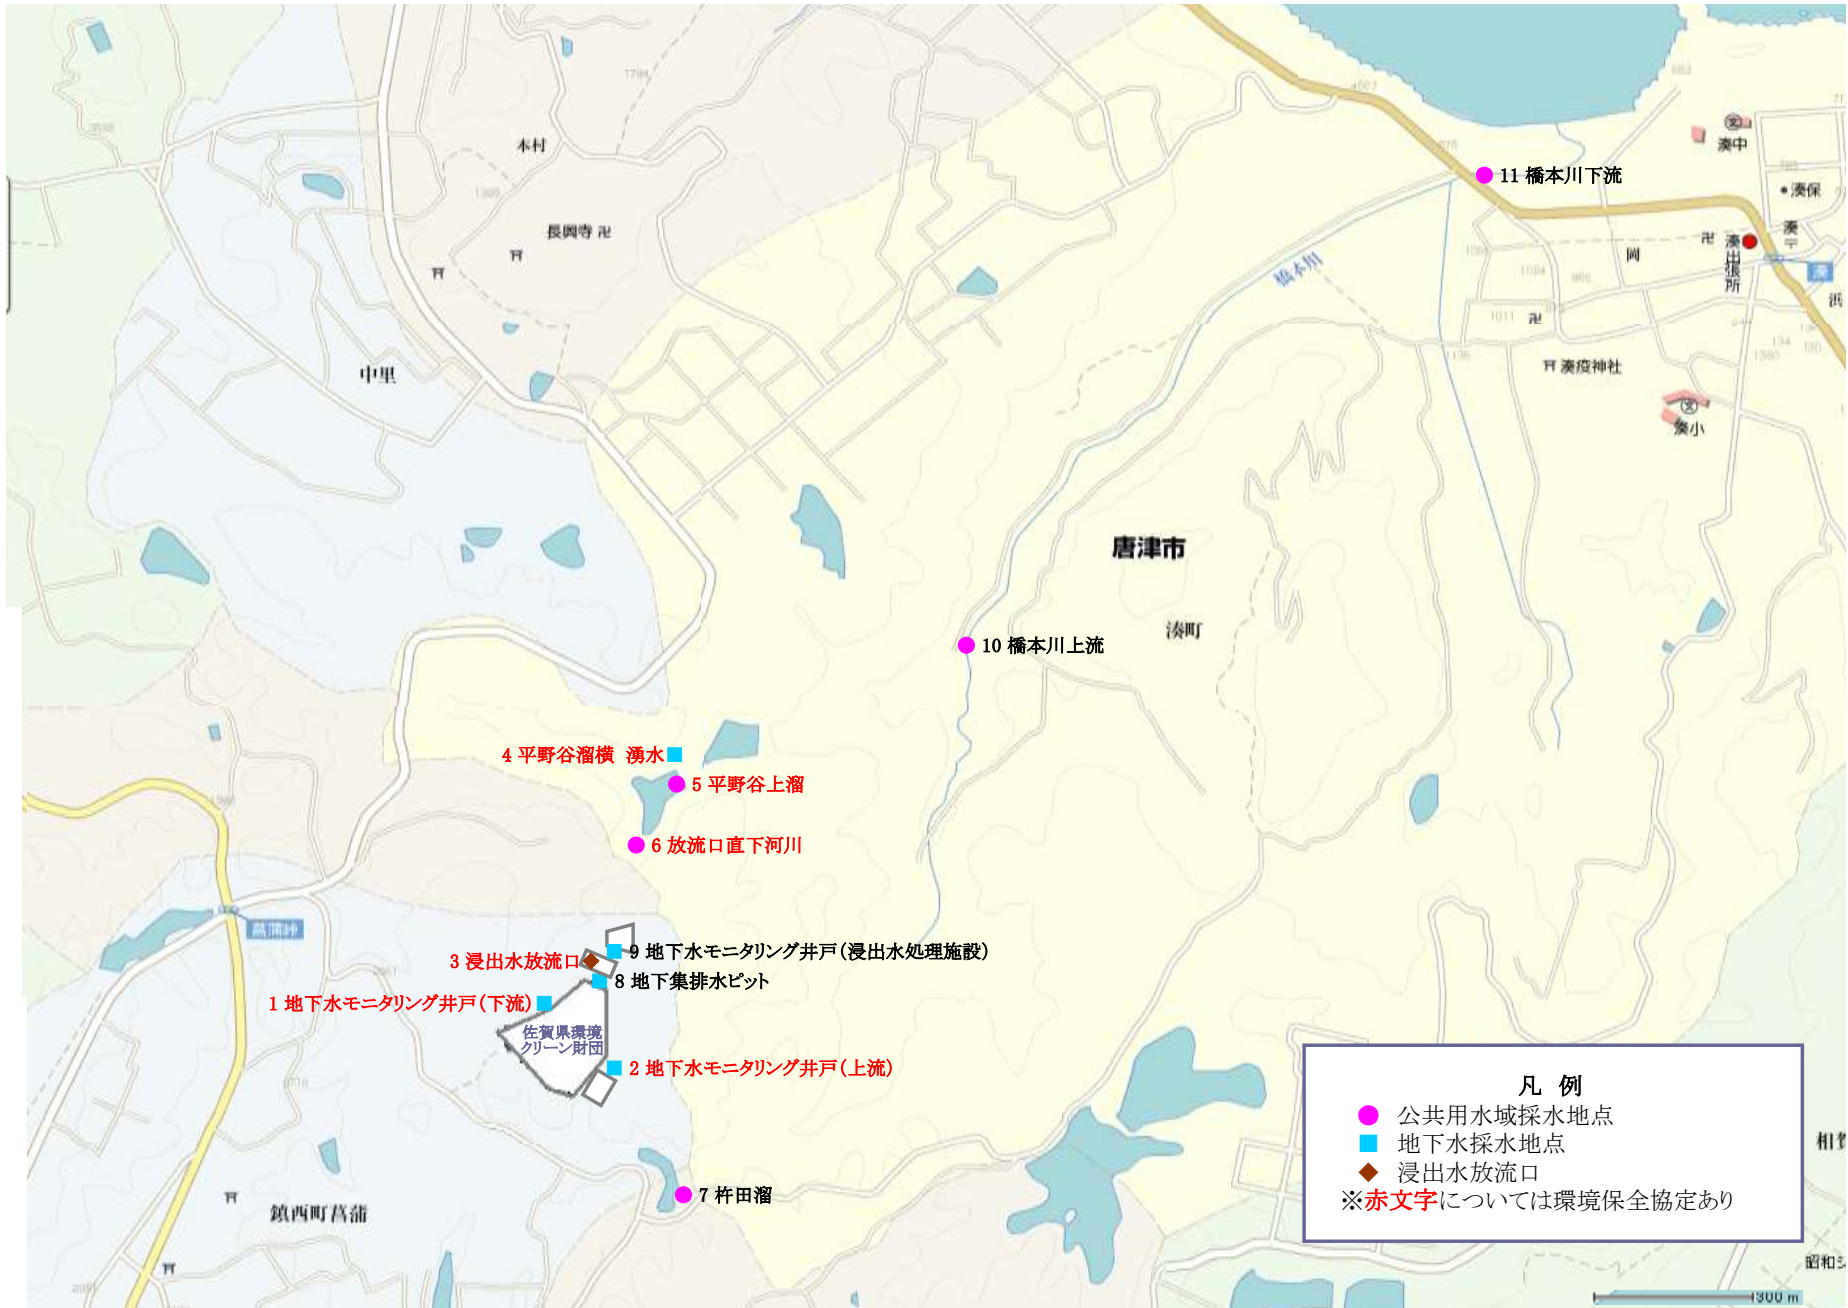 本村
長興寺
中里
11 橋本川下流
湊中
湊保
湊
湊出張所
岡
浜
橋本川
湊疫神社
湊小
唐津市
湊町
10 橋本川上流
4 平野谷溜横 湧水
5 平野谷上溜
6 放流口直下河川
菖蒲峠
9 地下水モニタリング井戸(浸出水処理施設)
3 浸出水放流口
8 地下集排水ピット
1 地下水モニタリング井戸(下流)
佐賀県環境
クリーン財団
2 地下水モニタリング井戸(上流)
7 杵田溜
鎮西町菖蒲
凡 例
公共用水域採水地点
地下水採水地点
浸出水放流口
※赤文字については環境保全協定あり
300 m